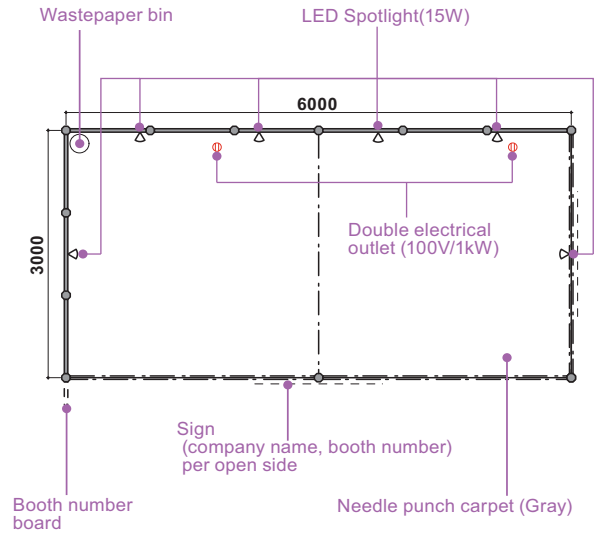 Wastepaper bin
LED Spotlight(15W)
6000
3000
Double electrical
outlet (100V/1kW)
Sign
(company name, booth number)
per open side
Booth number
board
Needle punch carpet (Gray)